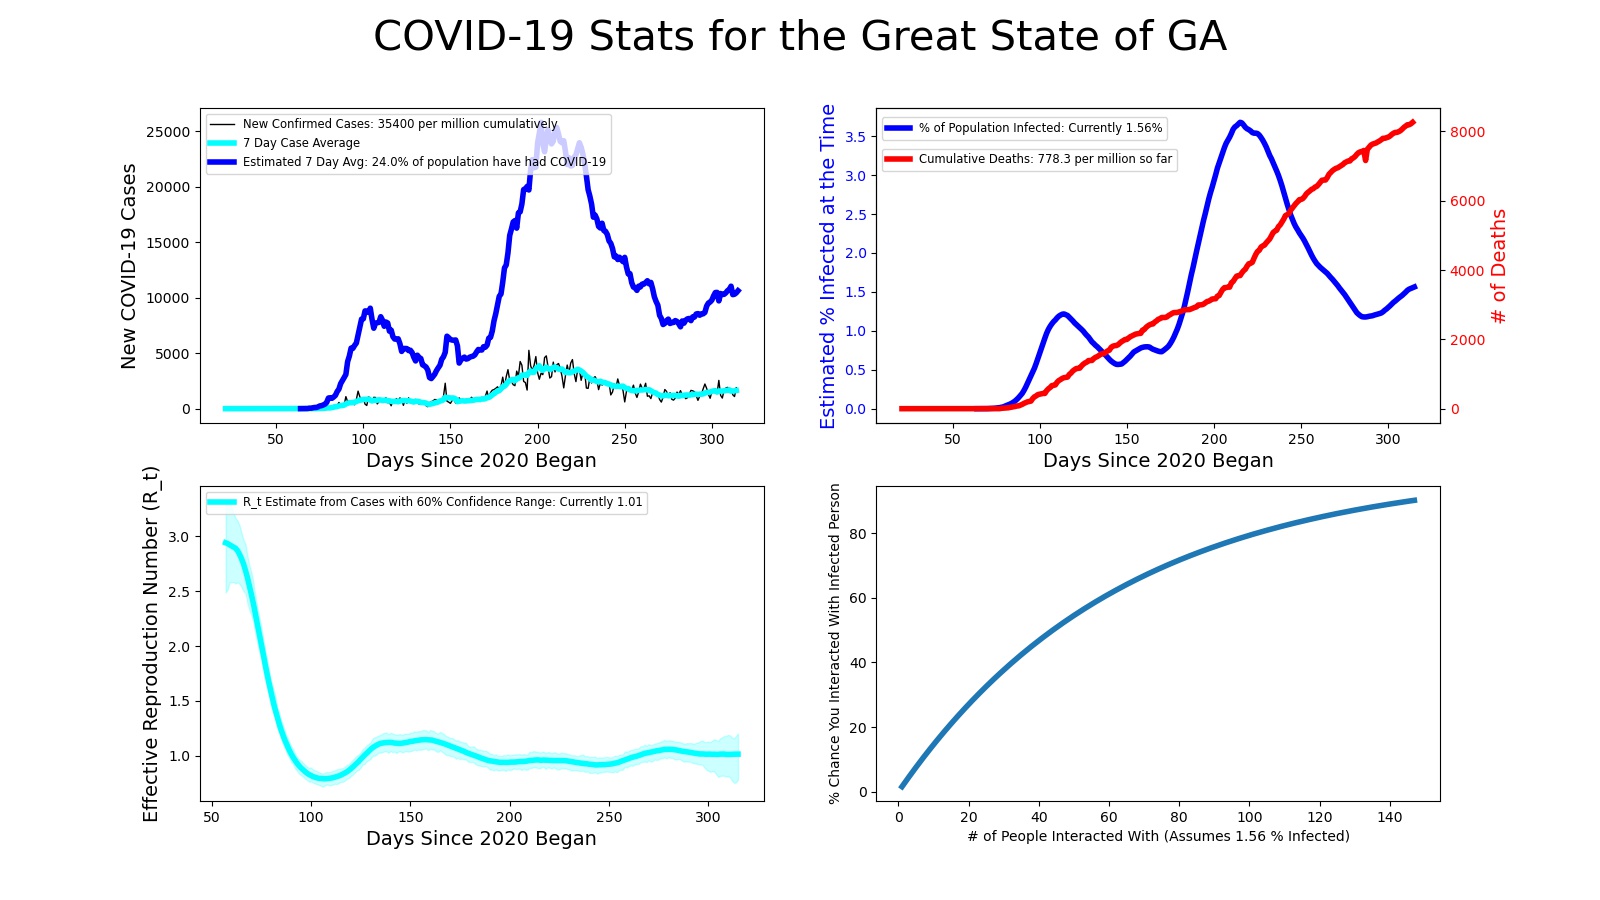 COVID-19 Stats for the Great State of GA
New COVID-19 Cases
25000
20000
15000
10000
5000
0
New Confirmed Cases: 35400 per million cumulatively
7 Day Case Average
Estimated 7 Day Avg: 24.0% of population have had COVID-19
50 100 150 200 250 300
Days Since 2020 Began
Estimated % Infected at the Time
3.5
3.0
2.5
2.0
1.5
1.0
0.5
0.0
% of Population Infected: Currently 1.56%
Cumulative Deaths: 778.3 per million so far
8000
6000
4000
2000
0
# of Deaths
50 100 150 200 250 300
Days Since 2020 Began
Effective Reproduction Number (R_t)
3.0
2.5
2.0
1.5
1.0
R_t Estimate from Cases with 60% Confidence Range: Currently 1.01
50 100 150 200 250 300
Days Since 2020 Began
% Chance You Interacted With Infected Person
80
60
40
20
0
0 20 40 60 80 100 120 140
# of People Interacted With (Assumes 1.56 % Infected)